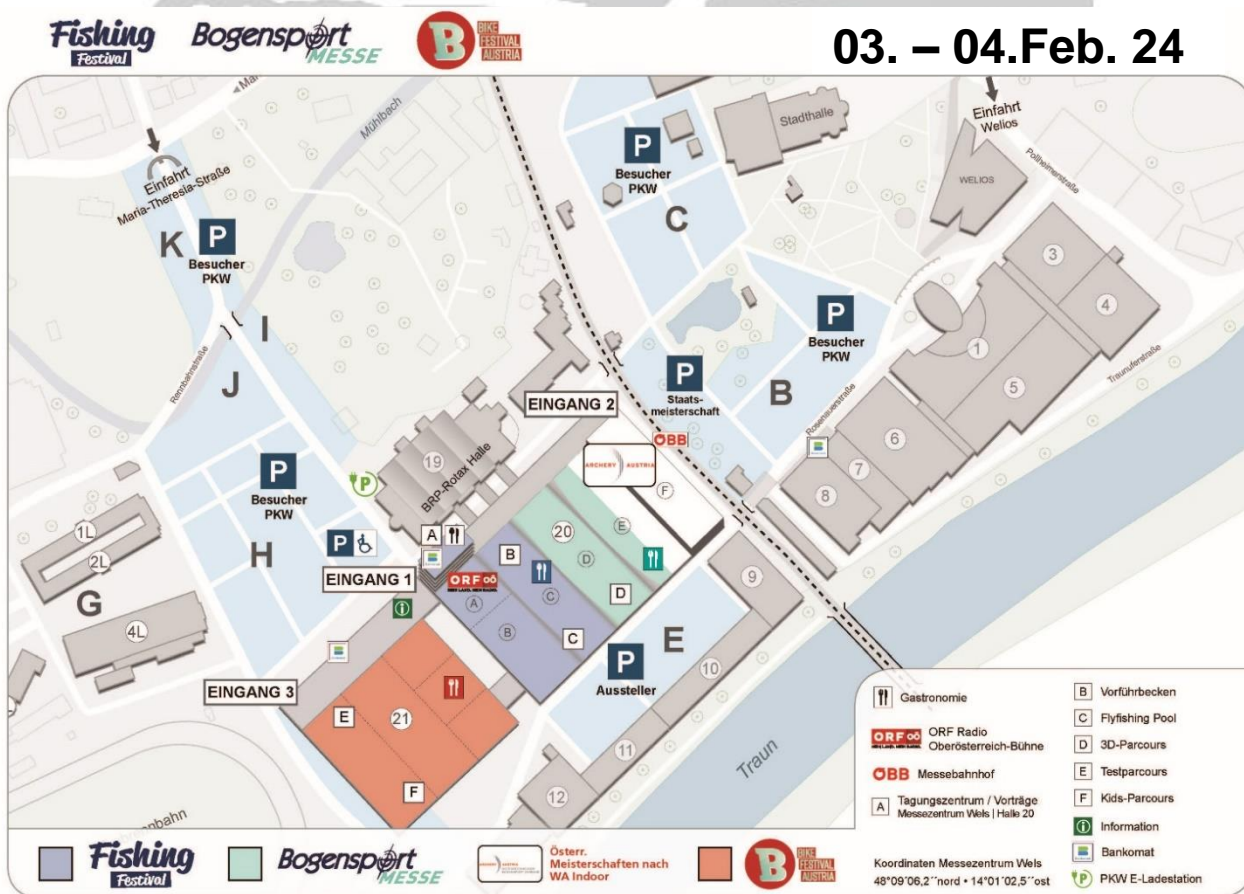 Fishing
Festival
Bogensport
MESSE
B
BIKE
FESTIVAL
AUSTRIA
03. – 04.Feb. 24
Einfahrt
Maria-Theresia-Straße
Mühlbach
K
P
Besucher
PKW
I
J
Rennbahnstraße
P
Besucher
PKW
H
P
P
1L
2L
G
4L
P
Besucher
PKW
C
Stadthalle
Einfahrt
Welios
WELIOS
Pollheimerstraße
P
Besucher
PKW
B
P
Staats-
meisterschaft
Rosenauerstraße
Traunuferstraße
3
4
1
5
6
7
8
EINGANG 2
ÖBB
ARCHERY AUSTRIA
F
19
BRP-Rotax Halle
A
EINGANG 1
ORF oö
B
20
E
D
C
D
A
B
C
EINGANG 3
21
E
F
E
P
Aussteller
9
10
11
12
Traun
Gastronomie
ORF oö
ORF Radio
Oberösterreich-Bühne
ÖBB Messebahnhof
A Tagungszentrum / Vorträge
Messezentrum Wels | Halle 20
B Vorführbecken
C Flyfishing Pool
D 3D-Parcours
E Testparcours
F Kids-Parcours
Information
Bankomat
P PKW E-Ladestation
Koordinaten Messezentrum Wels
48°09´06,2´´nord • 14°01´02,5´´ost
Fishing
Festival
Bogensport
MESSE
Österr.
Meisterschaften nach
WA Indoor
B
BIKE
FESTIVAL
AUSTRIA